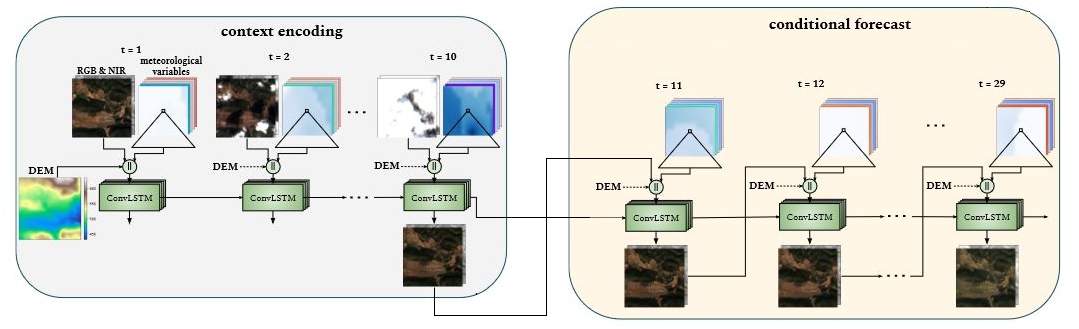 context encoding
t = 1
t = 2
t = 10
RGB & NIR
meteorological
variables
...
||
||
||
DEM
DEM
DEM
ConvLSTM
ConvLSTM
...
ConvLSTM
conditional forecast
t = 11
t = 12
t = 29
...
DEM
||
DEM
||
DEM
||
ConvLSTM
ConvLSTM
...
ConvLSTM
...